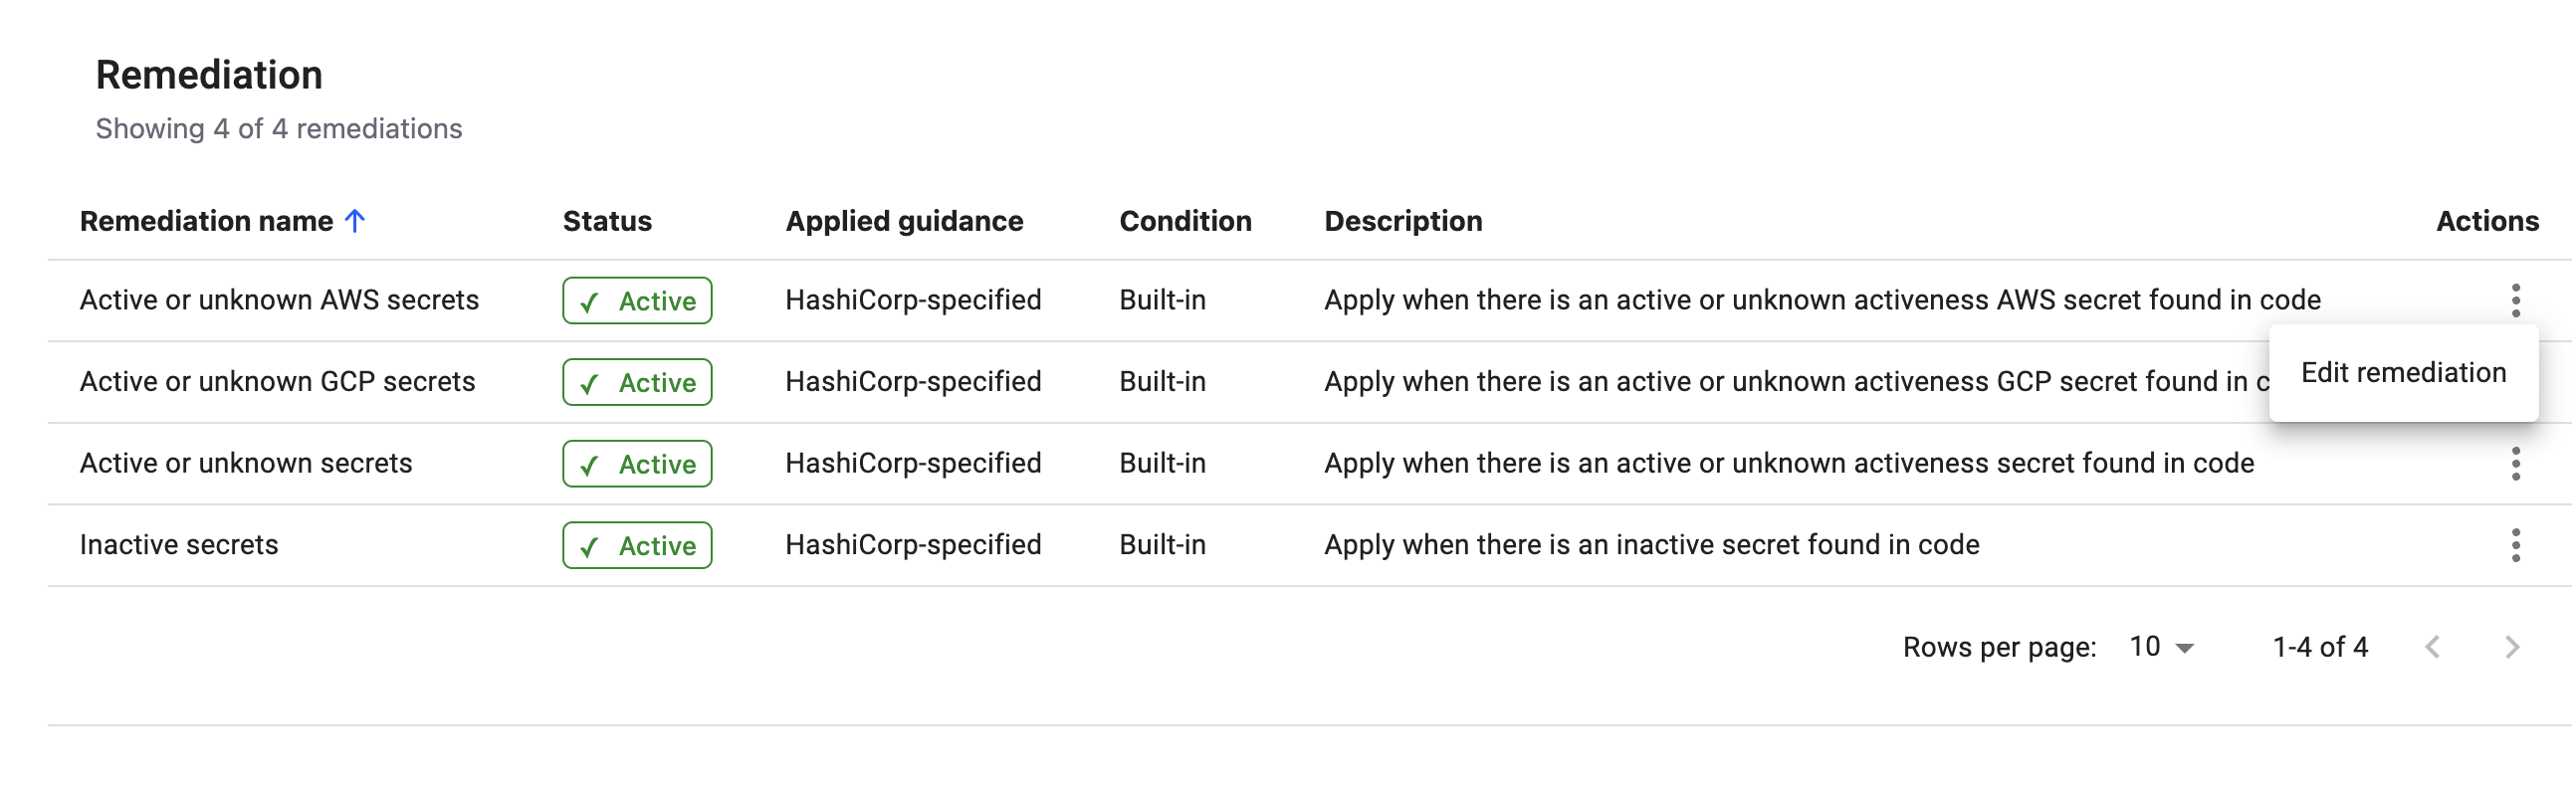 Remediation
Showing 4 of 4 remediations
Remediation name Status Applied guidance Condition Description Actions
Active or unknown AWS secrets Active HashiCorp-specified Built-in Apply when there is an active or unknown activeness AWS secret found in code
Edit remediation
Active or unknown GCP secrets Active HashiCorp-specified Built-in Apply when there is an active or unknown activeness GCP secret found in
Active or unknown secrets Active HashiCorp-specified Built-in Apply when there is an active or unknown activeness secret found in code
Inactive secrets Active HashiCorp-specified Built-in Apply when there is an inactive secret found in code
Rows per page: 10 1-4 of 4